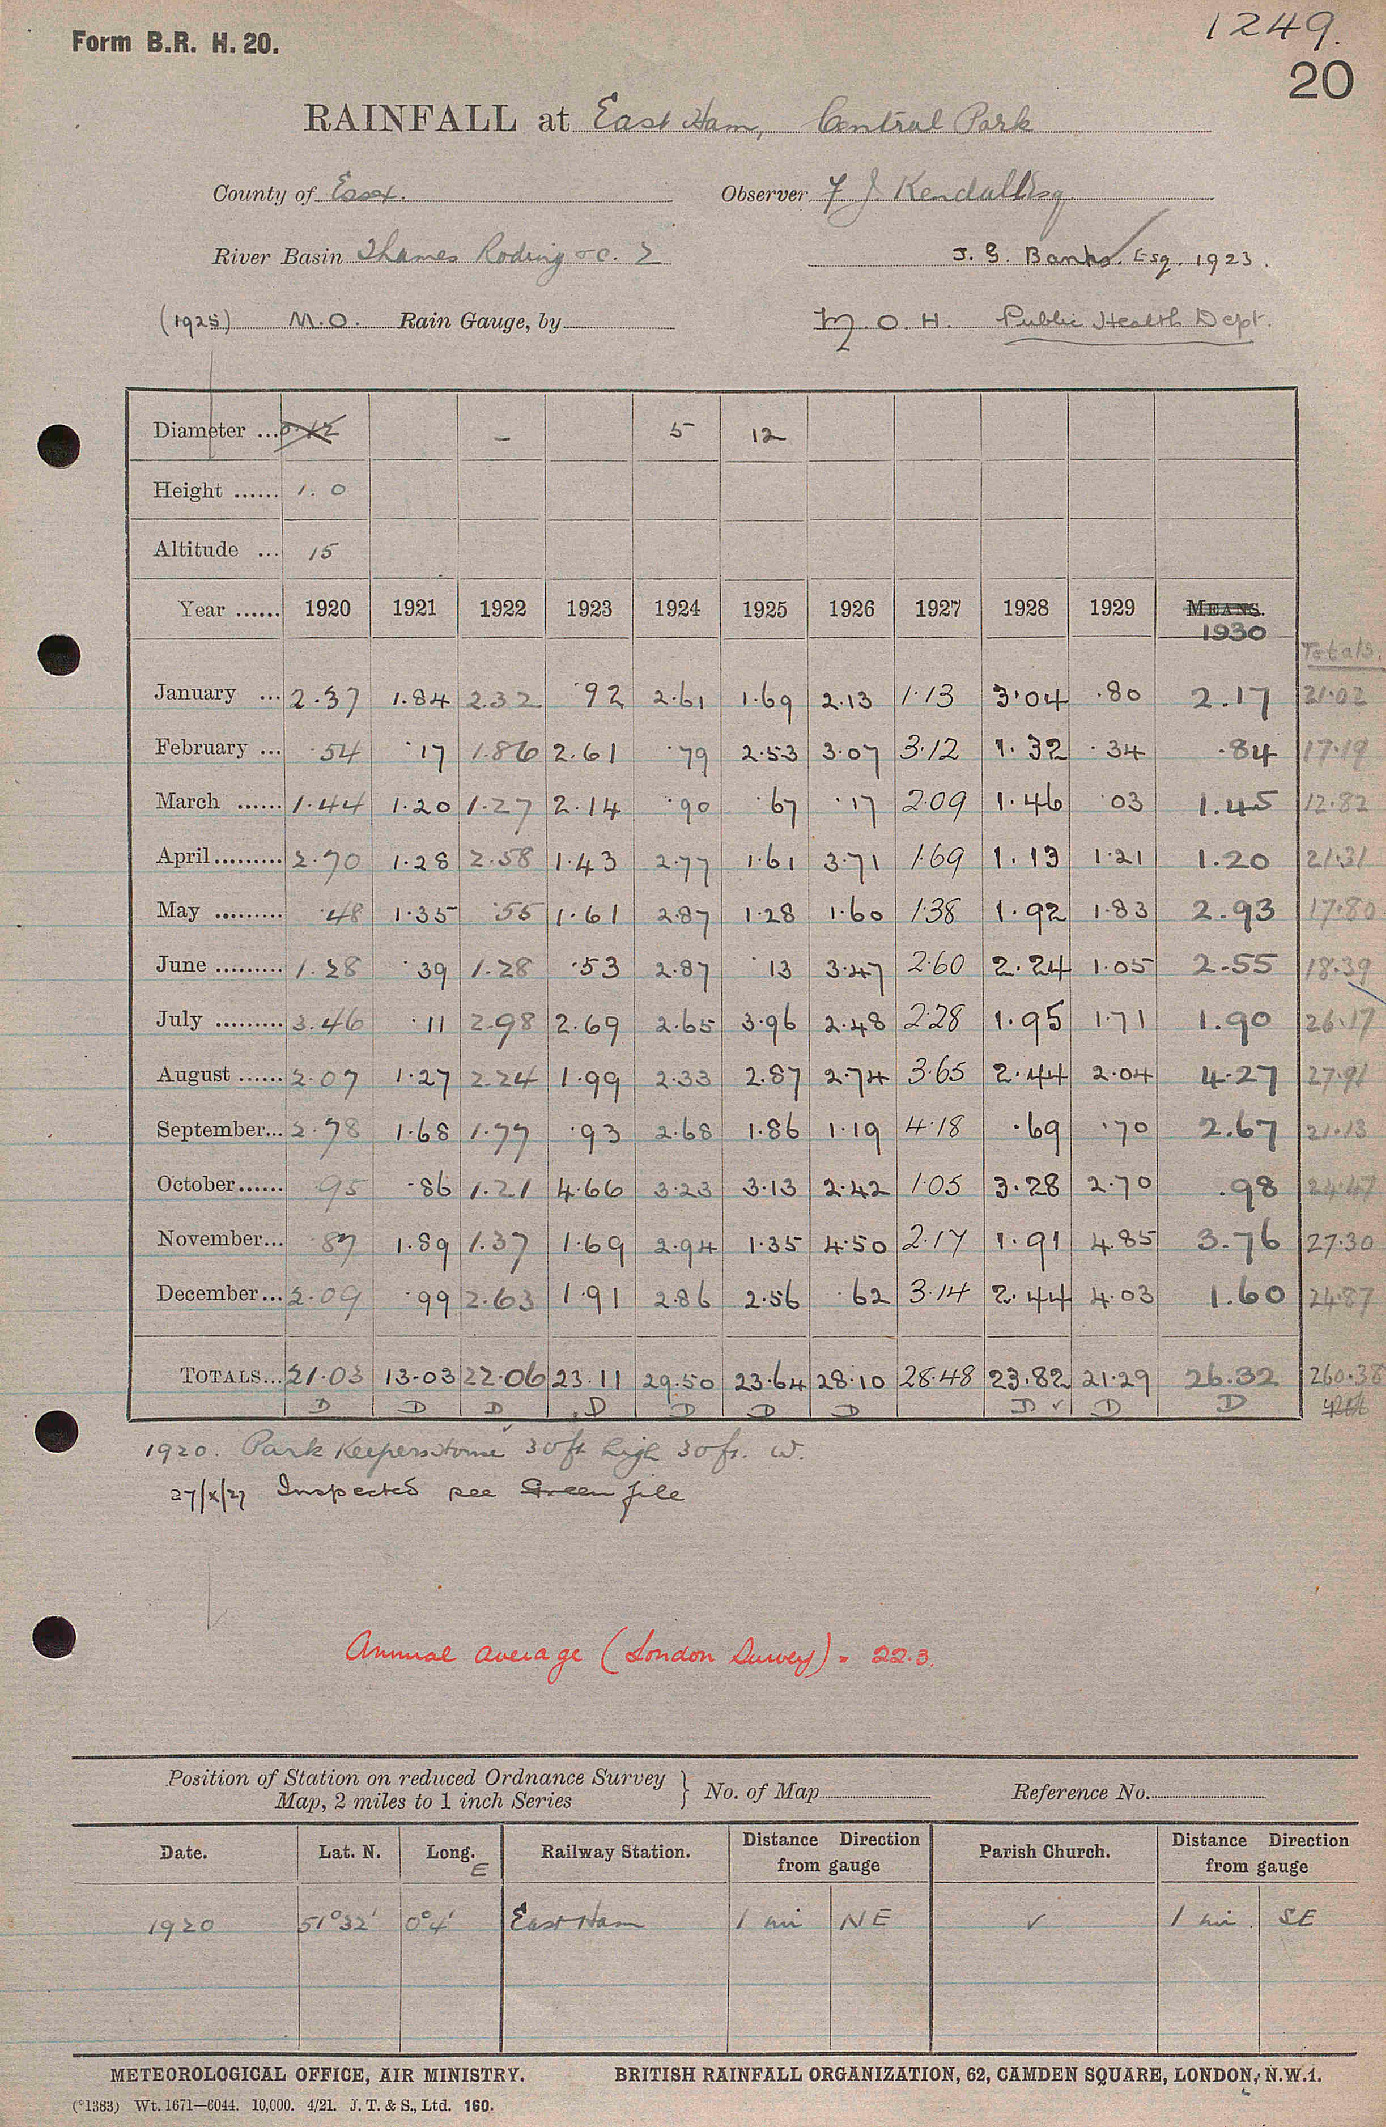 Form B.R. H. 20.
1249.
20
RAINFALL at East Ham, Central Park
County of Essex. Observer F J. Kendall Esq
River Basin Thames Roding &c. 2 J. S. Banks Esq. 1923.
(1925) M.O. Rain Gauge, by M.O.H. Public Health Dept.
Diameter ... 5 12
Height ...... 1.0
Altitude ... 15
Year ...... 1920 1921 1922 1923 1924 1925 1926 1927 1928 1929 MEANS.
1930
Totals.
January ... 2.37 1.84 2.32 .92 2.61 1.69 2.13 1.13 3.04 .80 2.17 21.02
February ... .54 .17 1.86 2.61 .79 2.53 3.07 3.12 1.32 .34 .84 17.19
March ...... 1.44 1.20 1.27 2.14 .90 .67 .17 2.09 1.46 .03 1.45 12.82
April ......... 2.70 1.28 2.58 1.43 2.77 1.61 3.71 1.69 1.13 1.21 1.20 21.31
May ......... .48 1.35 .55 1.61 2.87 1.28 1.60 1.38 1.92 1.83 2.93 17.80
June ......... 1.28 .39 1.28 .53 2.87 .13 3.47 2.60 2.24 1.05 2.55 18.39
July ......... 3.46 .11 2.98 2.69 2.65 3.96 2.48 2.28 1.95 1.71 1.90 26.17
August ...... 2.07 1.27 2.24 1.99 2.33 2.87 2.74 3.65 2.44 2.04 4.27 27.91
September... 2.78 1.68 1.77 .93 2.68 1.86 1.19 4.18 .69 .70 2.67 21.13
October...... .95 .86 1.21 4.66 3.23 3.13 2.42 1.05 3.28 2.70 .98 24.47
November... .87 1.89 1.37 1.69 2.94 1.35 4.50 2.17 1.91 4.85 3.76 27.30
December... 2.09 .99 2.63 1.91 2.86 2.56 .62 3.14 2.44 4.03 1.60 24.87
TOTALS... 21.03 13.03 22.06 23.11 29.50 23.64 28.10 28.48 23.82 21.29 26.32 260.38
D D D D D D D D ✓ D D
1920. Park Keepers Home 30ft high 30ft. W.
27/X/27 Inspected see Green file
Annual average (London Survey) = 22.3.
Position of Station on reduced Ordnance Survey Map, 2 miles to 1 inch Series } No. of Map Reference No.
Date. Lat. N. Long. E Railway Station. Distance Direction from gauge Parish Church. Distance Direction from gauge
1920 51°32' 0°4' East Ham 1 mi NE ✓ 1 mi. SE
METEOROLOGICAL OFFICE, AIR MINISTRY. BRITISH RAINFALL ORGANIZATION, 62, CAMDEN SQUARE, LONDON, N.W.1.
(°1383) Wt. 1671—6044. 10,000. 4/21. J. T. & S., Ltd. 160.